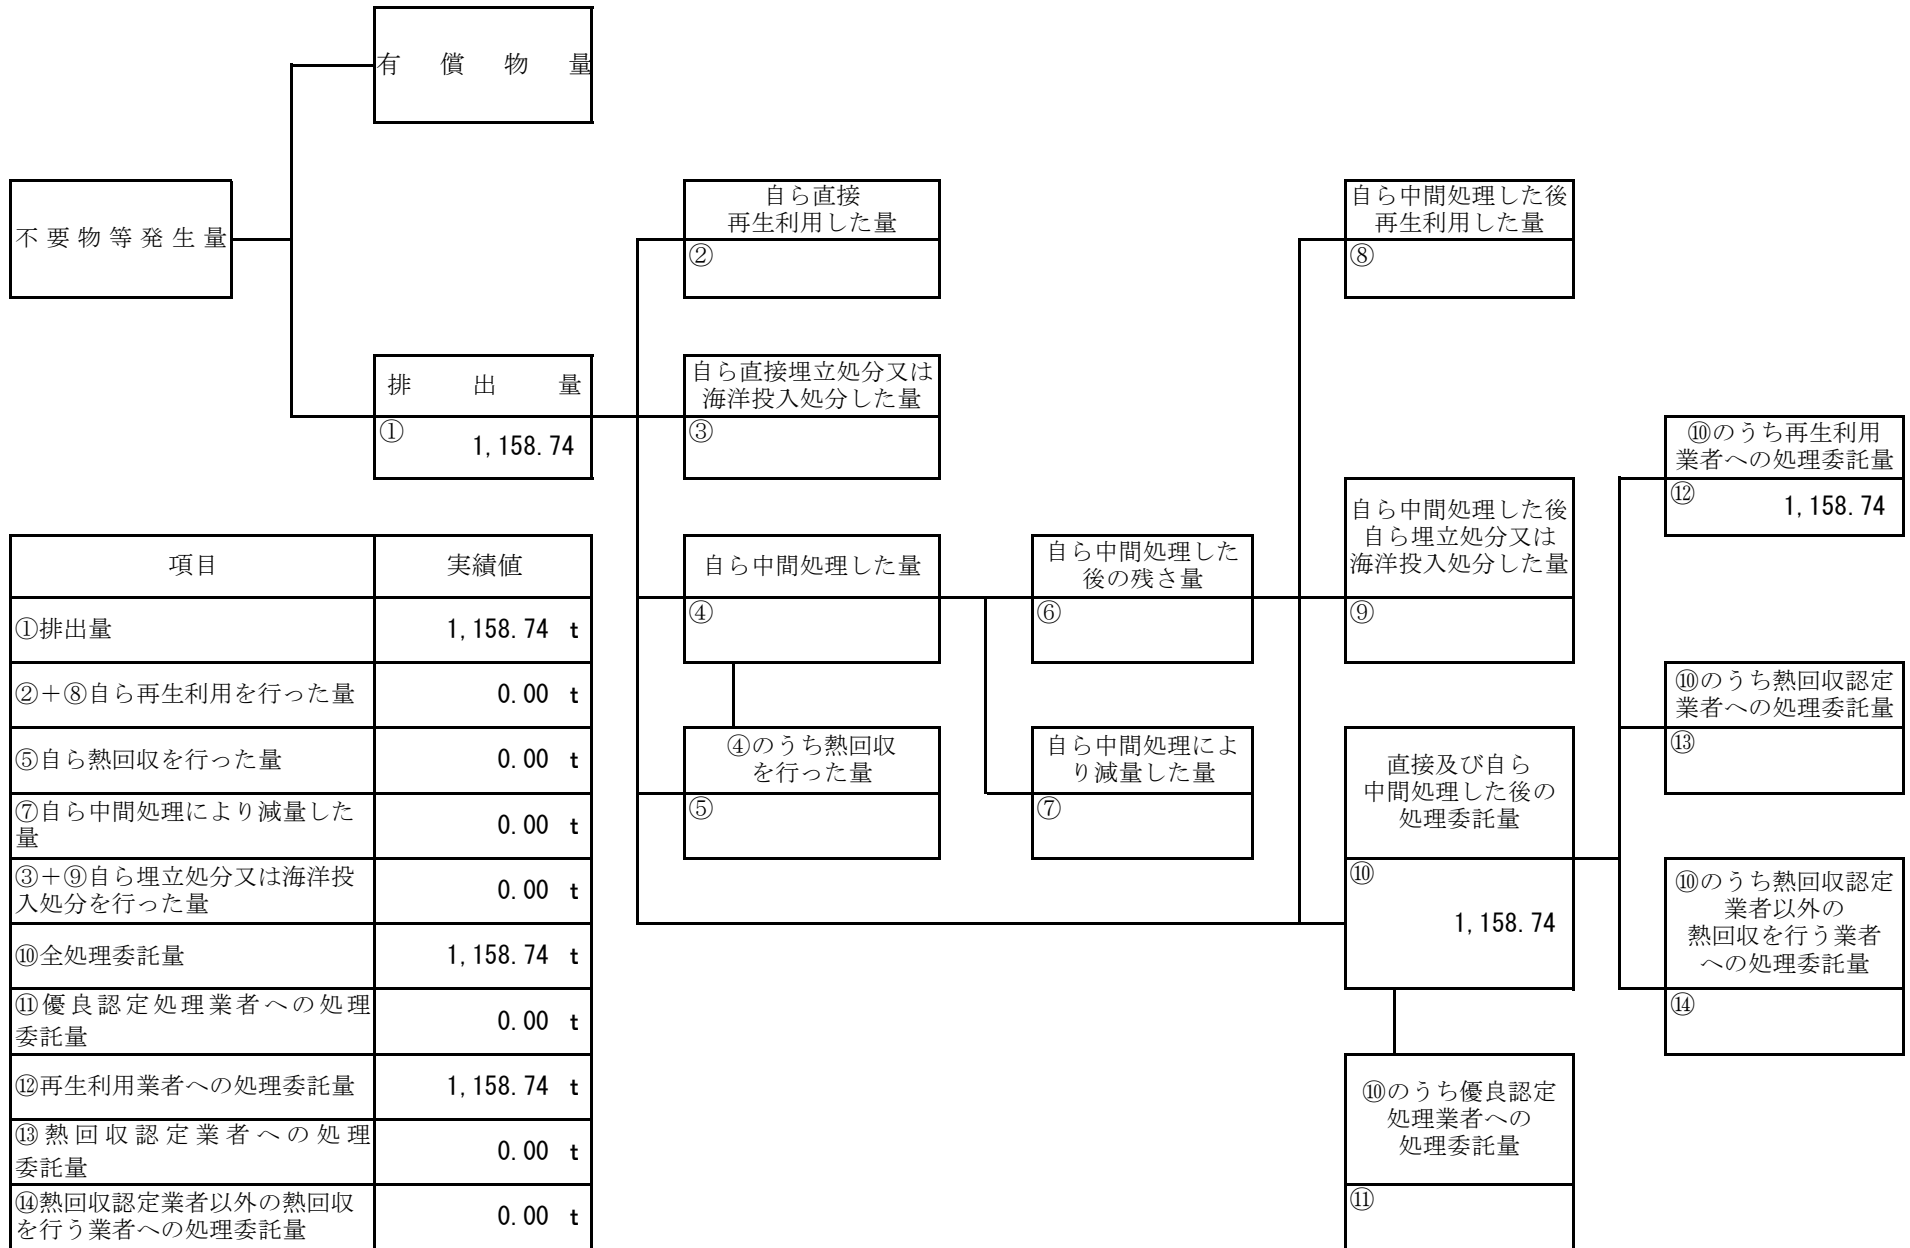 有償物量
不要物等発生量
排出量
①
1,158.74
自ら直接
再生利用した量
②
自ら直接埋立処分又は
海洋投入処分した量
③
自ら中間処理した量
④
④のうち熱回収
を行った量
⑤
自ら中間処理した
後の残さ量
⑥
自ら中間処理によ
り減量した量
⑦
自ら中間処理した後
再生利用した量
⑧
自ら中間処理した後
自ら埋立処分又は
海洋投入処分した量
⑨
直接及び自ら
中間処理した後の
処理委託量
⑩
1,158.74
⑩のうち優良認定
処理業者への
処理委託量
⑪
⑩のうち再生利用
業者への処理委託量
⑫
1,158.74
⑩のうち熱回収認定
業者への処理委託量
⑬
⑩のうち熱回収認定
業者以外の
熱回収を行う業者
への処理委託量
⑭
項目 実績値
①排出量 1,158.74 t
②＋⑧自ら再生利用を行った量 0.00 t
⑤自ら熱回収を行った量 0.00 t
⑦自ら中間処理により減量した
量 0.00 t
③＋⑨自ら埋立処分又は海洋投
入処分を行った量 0.00 t
⑩全処理委託量 1,158.74 t
⑪優良認定処理業者への処理
委託量 0.00 t
⑫再生利用業者への処理委託量 1,158.74 t
⑬熱回収認定業者への処理
委託量 0.00 t
⑭熱回収認定業者以外の熱回収
を行う業者への処理委託量 0.00 t